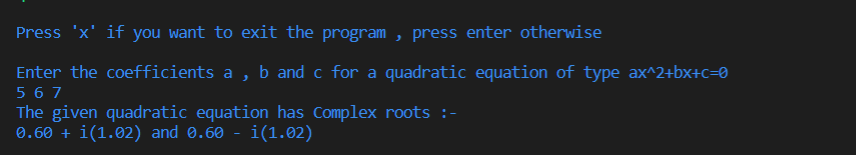 Press 'x' if you want to exit the program , press enter otherwise
Enter the coefficients a , b and c for a quadratic equation of type ax^2+bx+c=0
5 6 7
The given quadratic equation has Complex roots :-
0.60 + i(1.02) and 0.60 - i(1.02)